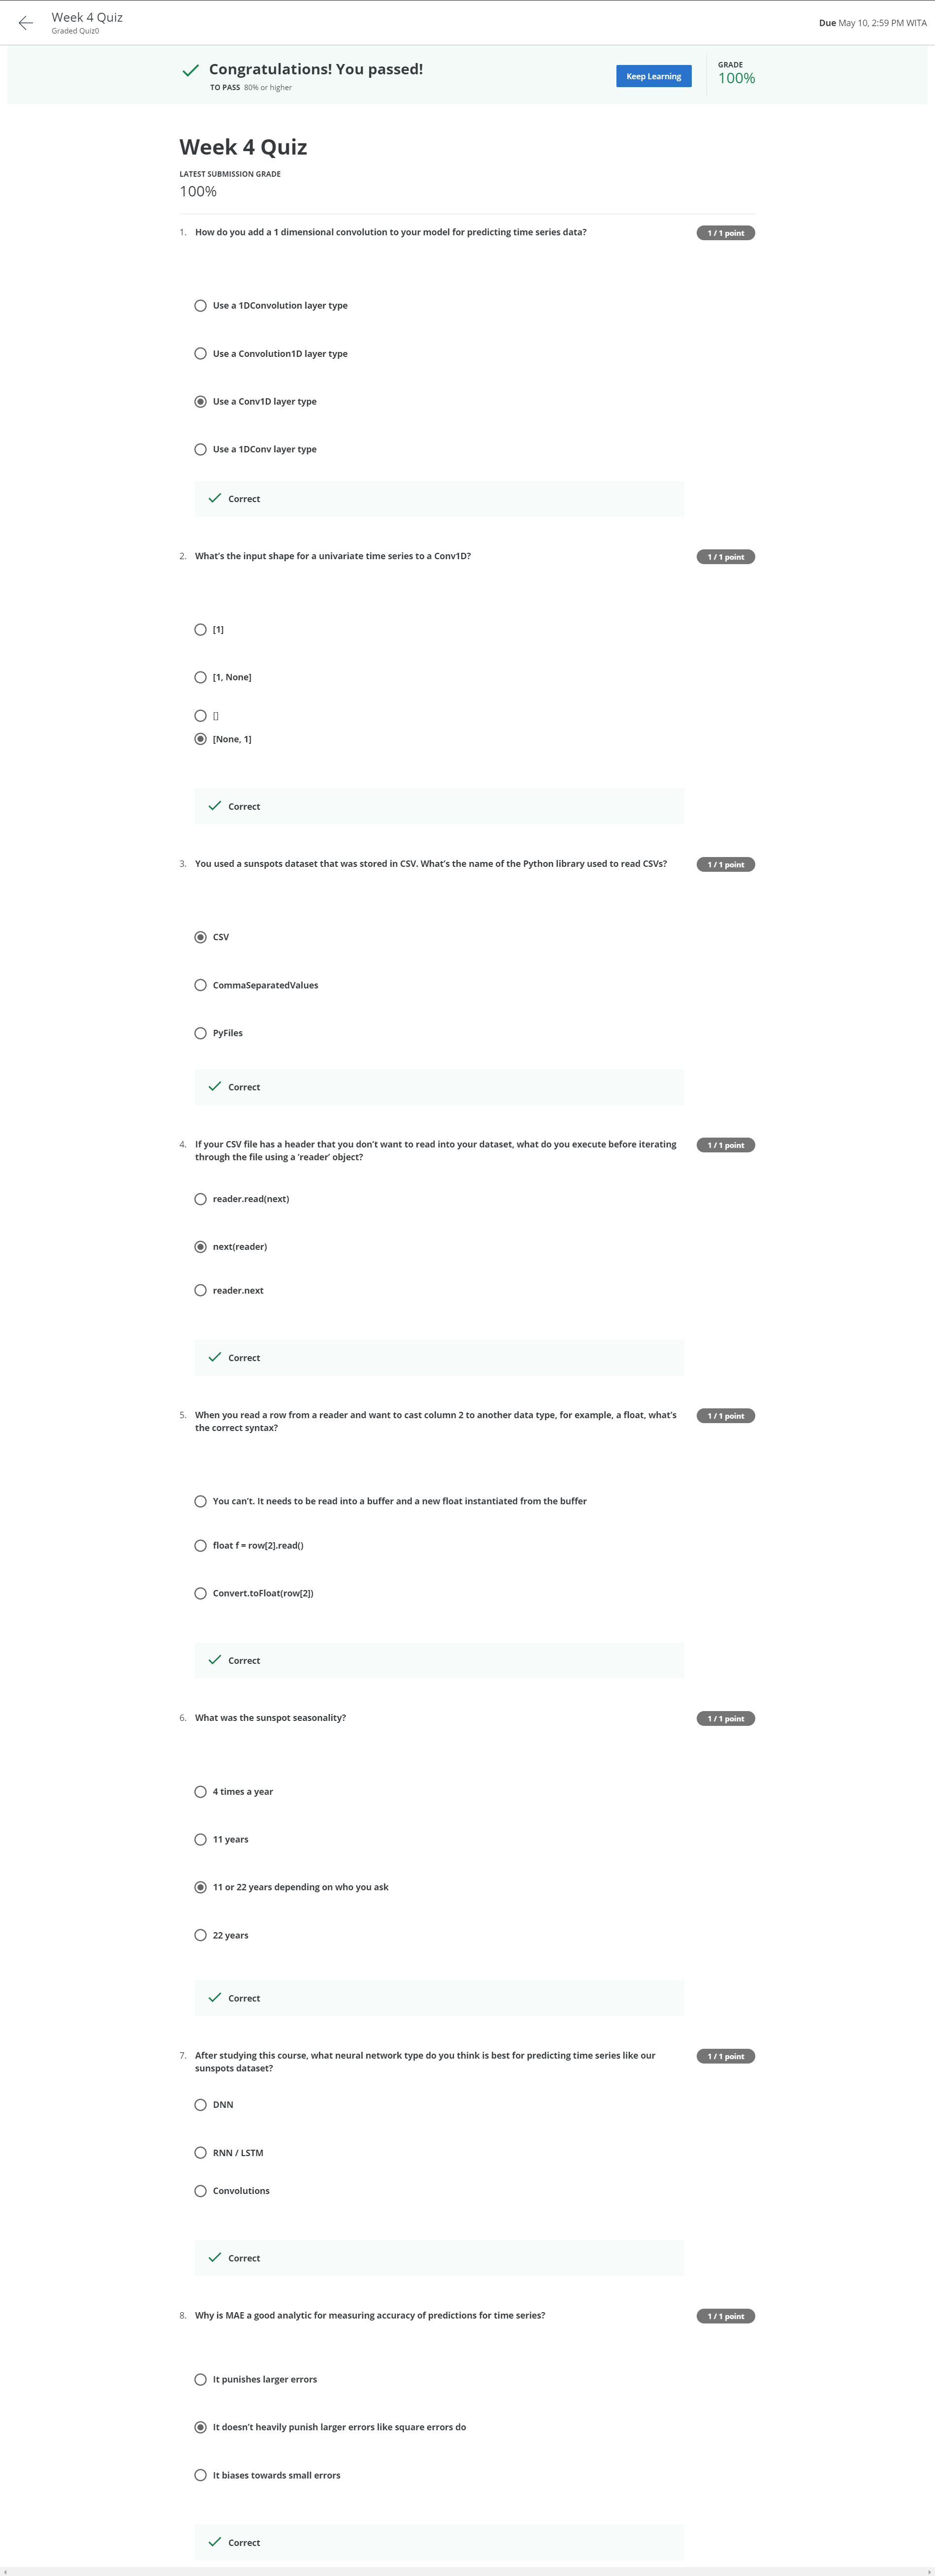 Week 4 Quiz
Graded Quiz0
Due May 10, 2:59 PM WITA
Congratulations! You passed!
TO PASS 80% or higher
Keep Learning
GRADE
100%
Week 4 Quiz
LATEST SUBMISSION GRADE
100%
1. How do you add a 1 dimensional convolution to your model for predicting time series data?
1 / 1 point
Use a 1DConvolution layer type
Use a Convolution1D layer type
Use a Conv1D layer type
Use a 1DConv layer type
Correct
2. What's the input shape for a univariate time series to a Conv1D?
1 / 1 point
[1]
[1, None]
[]
[None, 1]
Correct
3. You used a sunspots dataset that was stored in CSV. What's the name of the Python library used to read CSVs?
1 / 1 point
CSV
CommaSeparatedValues
PyFiles
Correct
4. If your CSV file has a header that you don't want to read into your dataset, what do you execute before iterating
through the file using a 'reader' object?
1 / 1 point
reader.read(next)
next(reader)
reader.next
Correct
5. When you read a row from a reader and want to cast column 2 to another data type, for example, a float, what's
the correct syntax?
1 / 1 point
You can't. It needs to be read into a buffer and a new float instantiated from the buffer
float f = row[2].read()
Convert.toFloat(row[2])
Correct
6. What was the sunspot seasonality?
1 / 1 point
4 times a year
11 years
11 or 22 years depending on who you ask
22 years
Correct
7. After studying this course, what neural network type do you think is best for predicting time series like our
sunspots dataset?
1 / 1 point
DNN
RNN / LSTM
Convolutions
Correct
8. Why is MAE a good analytic for measuring accuracy of predictions for time series?
1 / 1 point
It punishes larger errors
It doesn't heavily punish larger errors like square errors do
It biases towards small errors
Correct